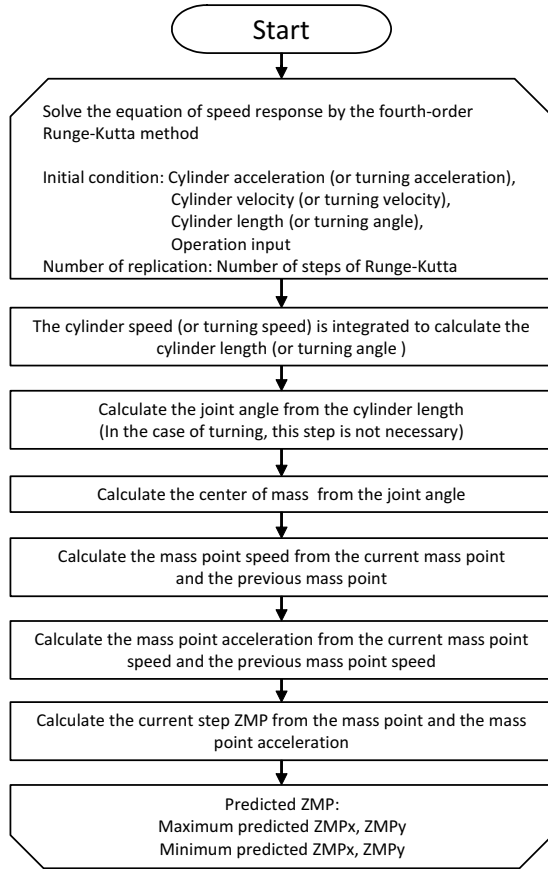 Start
Solve the equation of speed response by the fourth-order
Runge-Kutta method
Initial condition: Cylinder acceleration (or turning acceleration),
Cylinder velocity (or turning velocity),
Cylinder length (or turning angle),
Operation input
Number of replication: Number of steps of Runge-Kutta
The cylinder speed (or turning speed) is integrated to calculate the
cylinder length (or turning angle )
Calculate the joint angle from the cylinder length
(In the case of turning, this step is not necessary)
Calculate the center of mass from the joint angle
Calculate the mass point speed from the current mass point
and the previous mass point
Calculate the mass point acceleration from the current mass point
speed and the previous mass point speed
Calculate the current step ZMP from the mass point and the mass
point acceleration
Predicted ZMP:
Maximum predicted ZMPx, ZMPy
Minimum predicted ZMPx, ZMPy